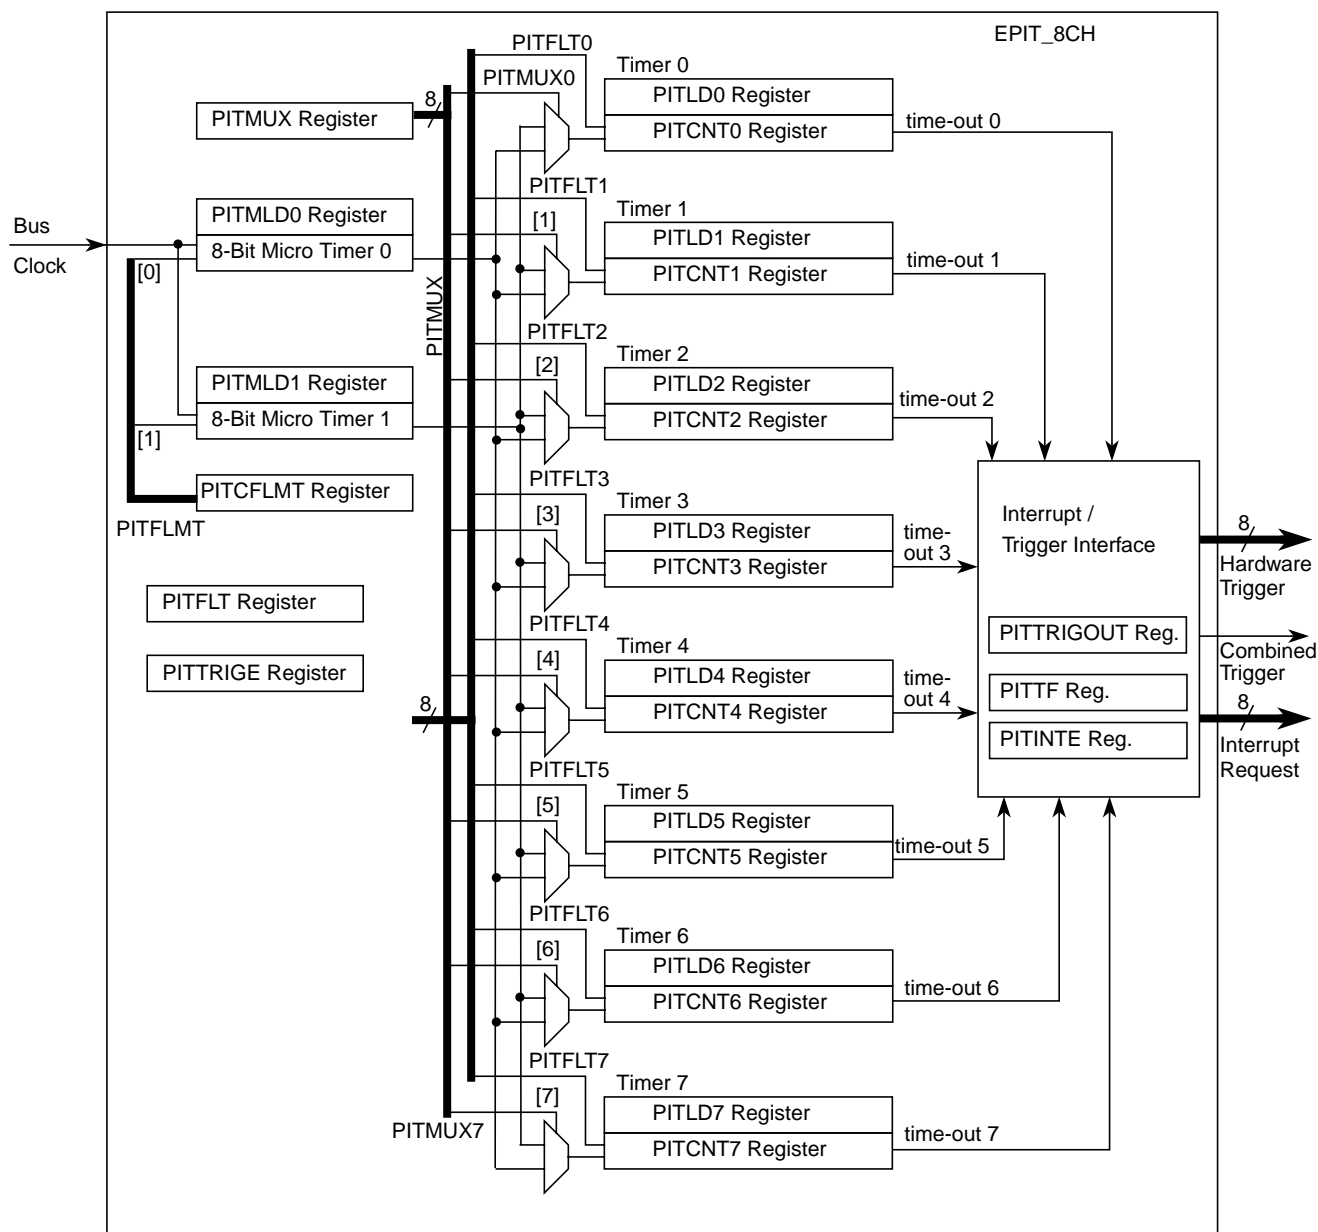 EPIT_8CH
PITFLT0
PITMUX0
Timer 0
PITLD0 Register
PITCNT0 Register
time-out 0
8
PITMUX Register
PITFLT1
[1]
Timer 1
PITLD1 Register
PITCNT1 Register
time-out 1
Bus
Clock
PITMLD0 Register
8-Bit Micro Timer 0
[0]
PITMUX
PITFLT2
[2]
Timer 2
PITLD2 Register
PITCNT2 Register
time-out 2
PITMLD1 Register
8-Bit Micro Timer 1
[1]
PITCFLMT Register
PITFLMT
PITFLT3
[3]
Timer 3
PITLD3 Register
PITCNT3 Register
time-
out 3
Interrupt /
Trigger Interface
8
Hardware
Trigger
PITFLT Register
PITTRIGE Register
PITFLT4
[4]
Timer 4
PITLD4 Register
PITCNT4 Register
time-
out 4
PITTRIGOUT Reg.
Combined
Trigger
PITTF Reg.
PITINTE Reg.
8
Interrupt
Request
8
PITFLT5
[5]
Timer 5
PITLD5 Register
PITCNT5 Register
time-out 5
PITFLT6
[6]
Timer 6
PITLD6 Register
PITCNT6 Register
time-out 6
PITFLT7
[7]
PITMUX7
Timer 7
PITLD7 Register
PITCNT7 Register
time-out 7